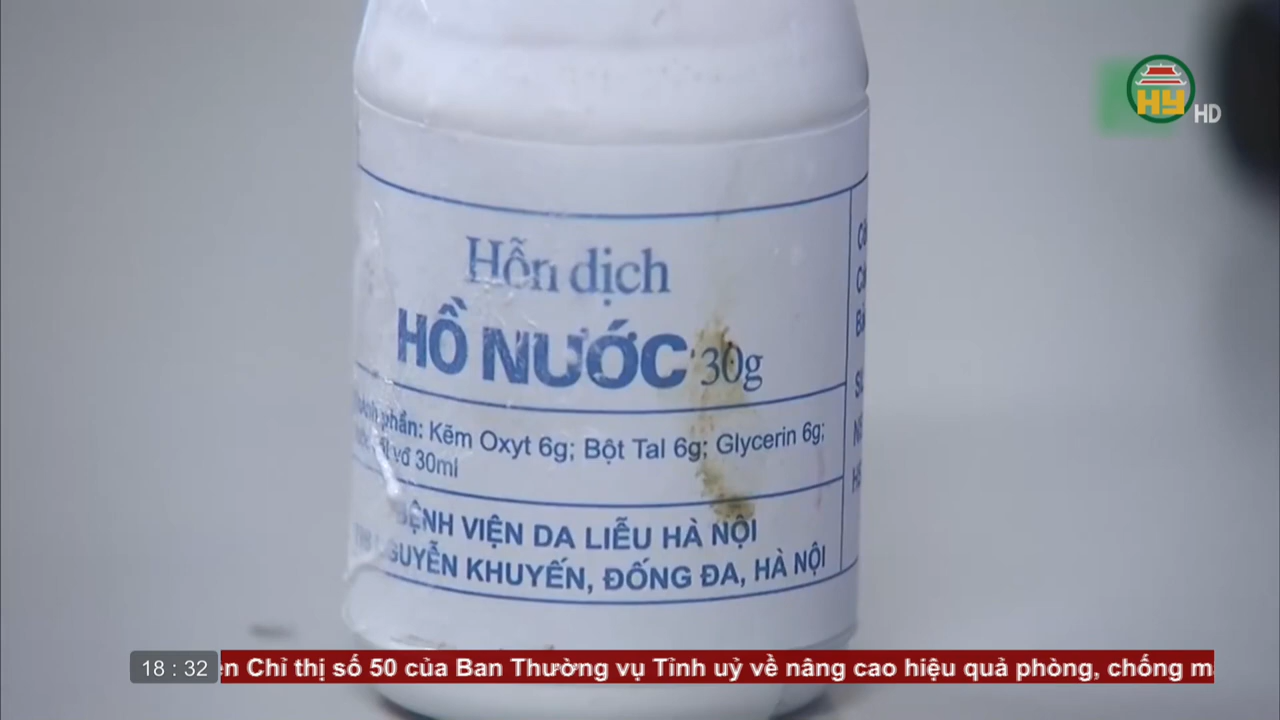 HY HD
Hỗn dịch
HỒ NƯỚC 30g
phần: Kẽm Oxyt 6g; Bột Tal 6g; Glycerin 6g;
30ml
BỆNH VIỆN DA LIỄU HÀ NỘI
NGUYỄN KHUYẾN, ĐỐNG ĐA, HÀ NỘI
18 : 32
Chỉ thị số 50 của Ban Thường vụ Tỉnh uỷ về nâng cao hiệu quả phòng, chống